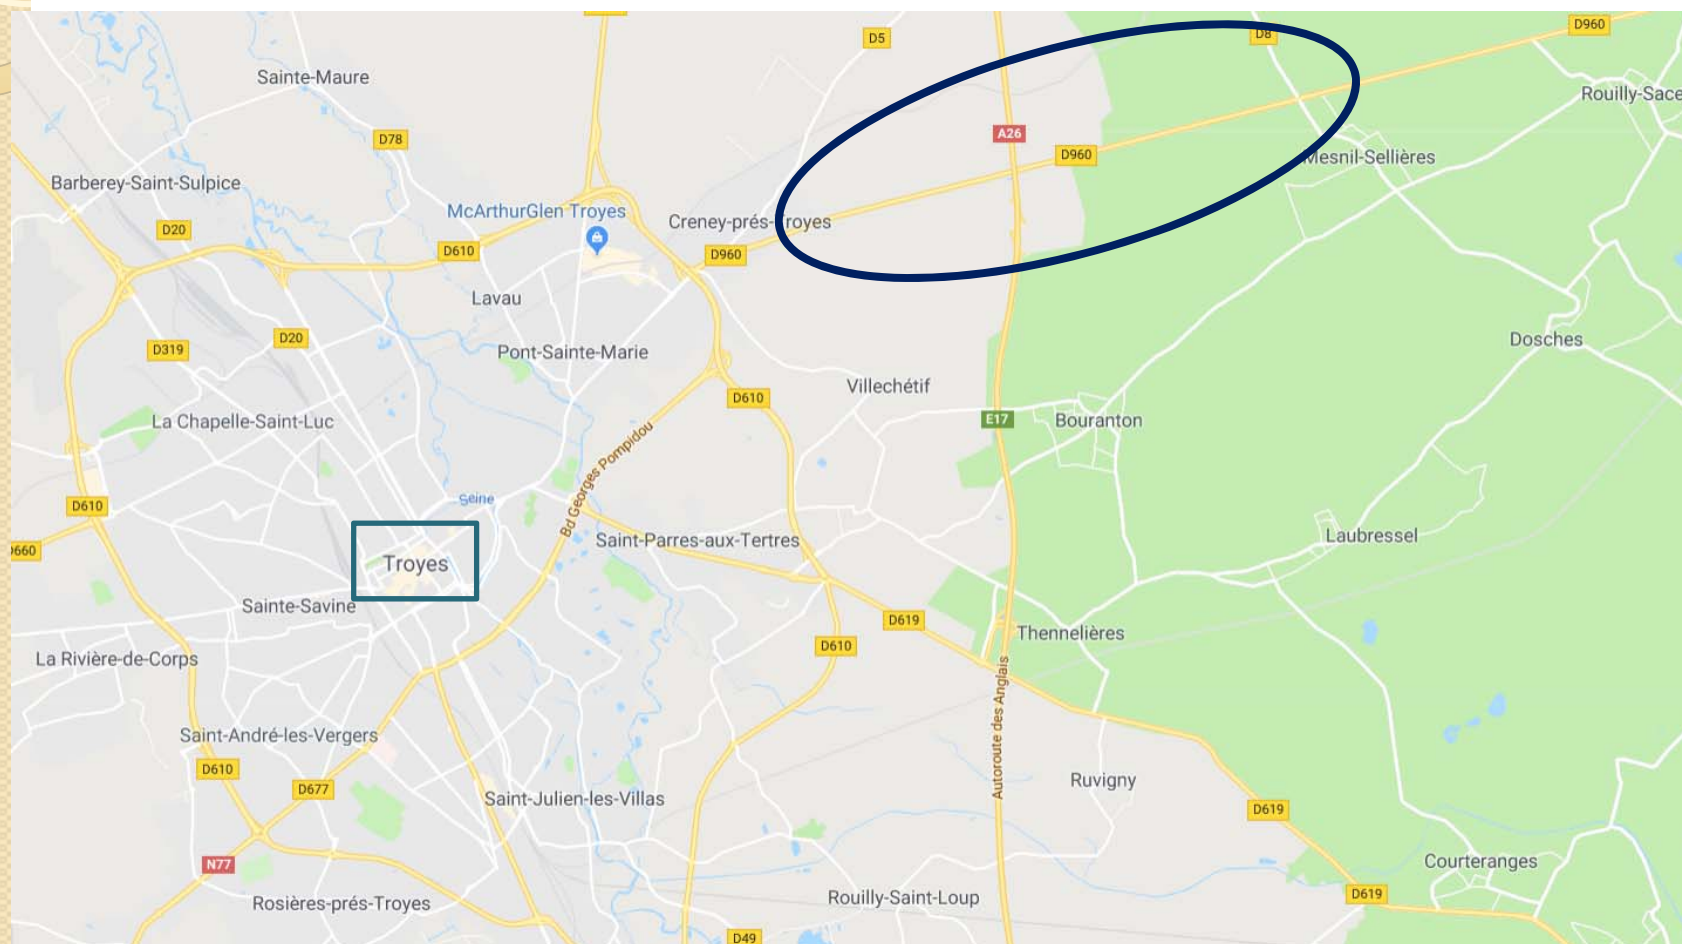 D960
D5
D8
Sainte-Maure
Rouilly-Sace
A26
D78
D960
Mesnil-Sellières
Barberey-Saint-Sulpice
McArthurGlen Troyes
Creney-prés-Troyes
D20
D610
D960
Lavau
D20
D319
Pont-Sainte-Marie
Dosches
Villechétif
D610
La Chapelle-Saint-Luc
E17
Bouranton
Bd Georges Pompidou
Seine
D610
Saint-Parres-aux-Tertres
Laubressel
D660
Troyes
Sainte-Savine
D619
Thennelières
D610
La Rivière-de-Corps
Autoroute des Anglais
Saint-André-les-Vergers
D610
D677
Ruvigny
Saint-Julien-les-Villas
D619
N77
Courteranges
Rosières-prés-Troyes
Rouilly-Saint-Loup
D619
D49